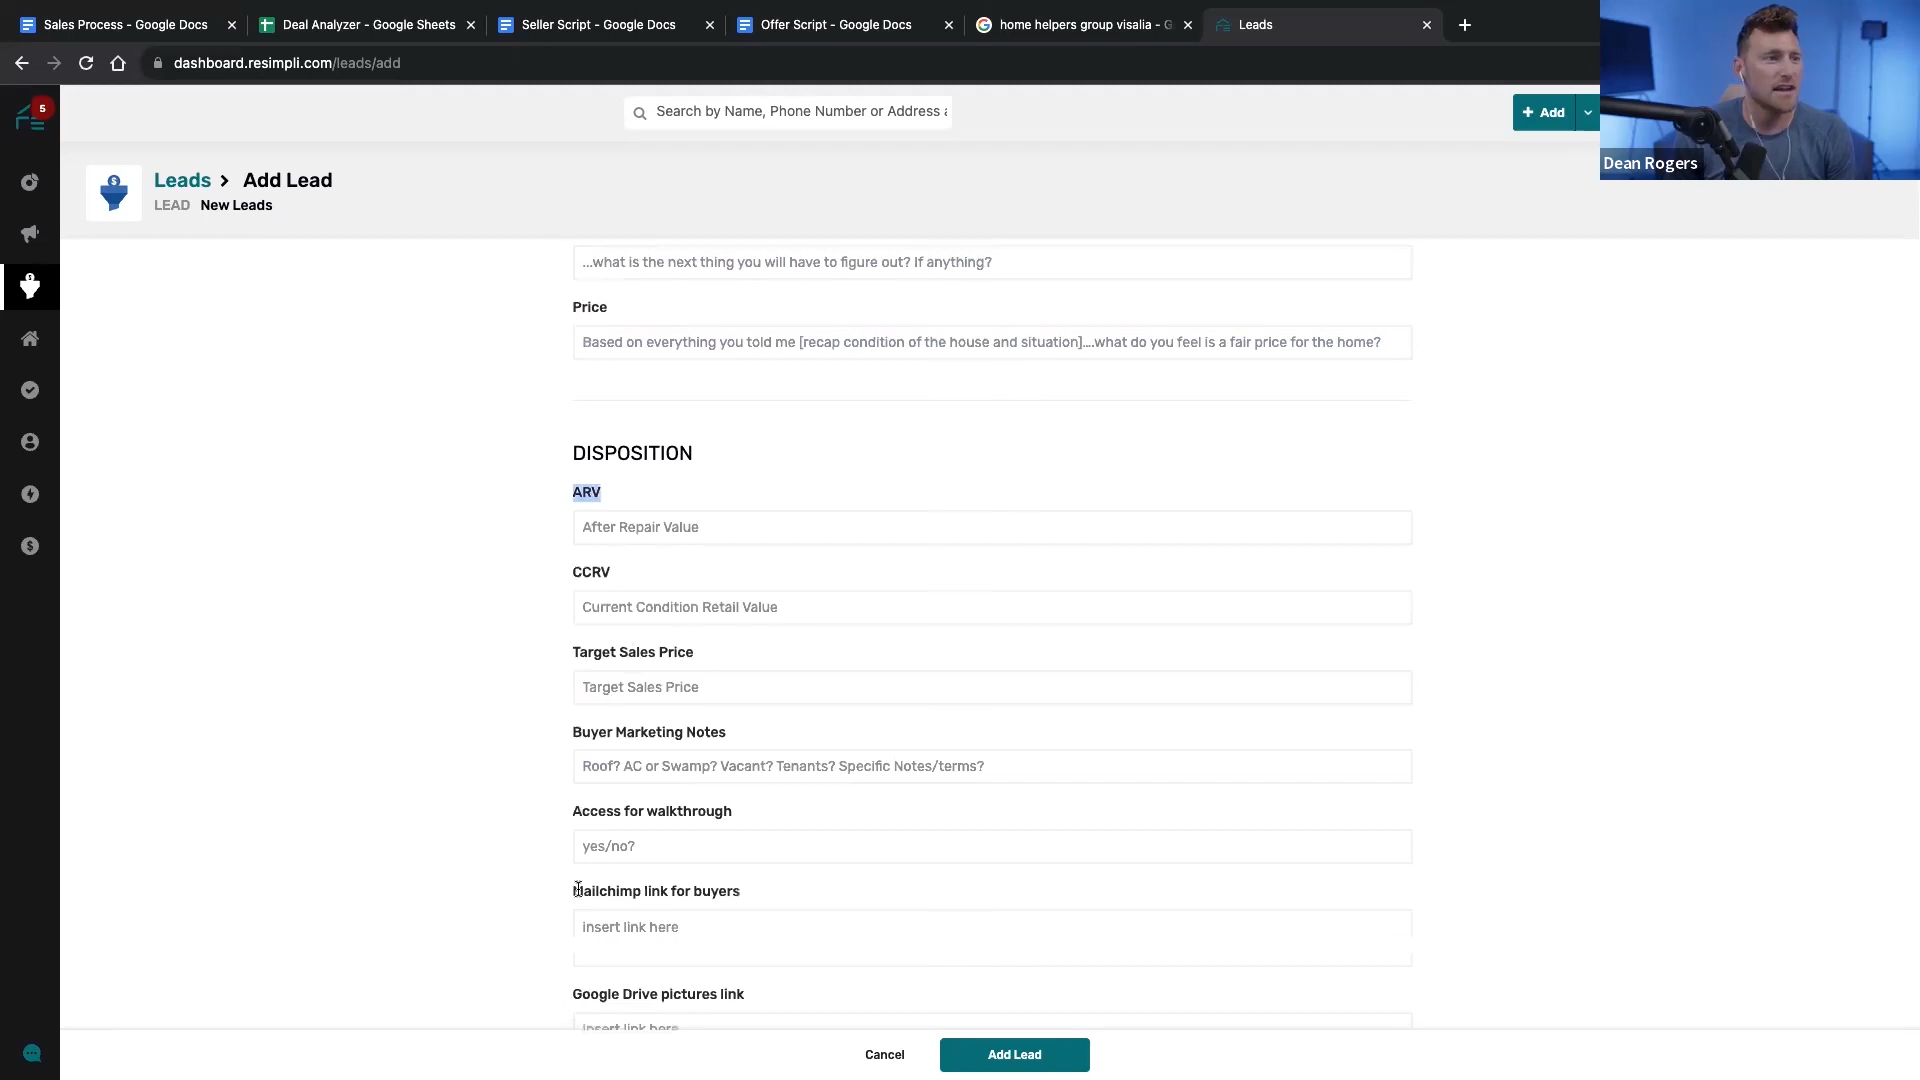 Sales Process - Google Docs
Deal Analyzer - Google Sheets
Seller Script - Google Docs
Offer Script - Google Docs
home helpers group visalia - G
Leads
dashboard.resimpli.com/leads/add
5
Search by Name, Phone Number or Address a
+ Add
Dean Rogers
Leads > Add Lead
LEAD New Leads
...what is the next thing you will have to figure out? If anything?
Price
Based on everything you told me [recap condition of the house and situation]....what do you feel is a fair price for the home?
DISPOSITION
ARV
After Repair Value
CCRV
Current Condition Retail Value
Target Sales Price
Target Sales Price
Buyer Marketing Notes
Roof? AC or Swamp? Vacant? Tenants? Specific Notes/terms?
Access for walkthrough
yes/no?
Mailchimp link for buyers
insert link here
Google Drive pictures link
insert link here
Cancel
Add Lead